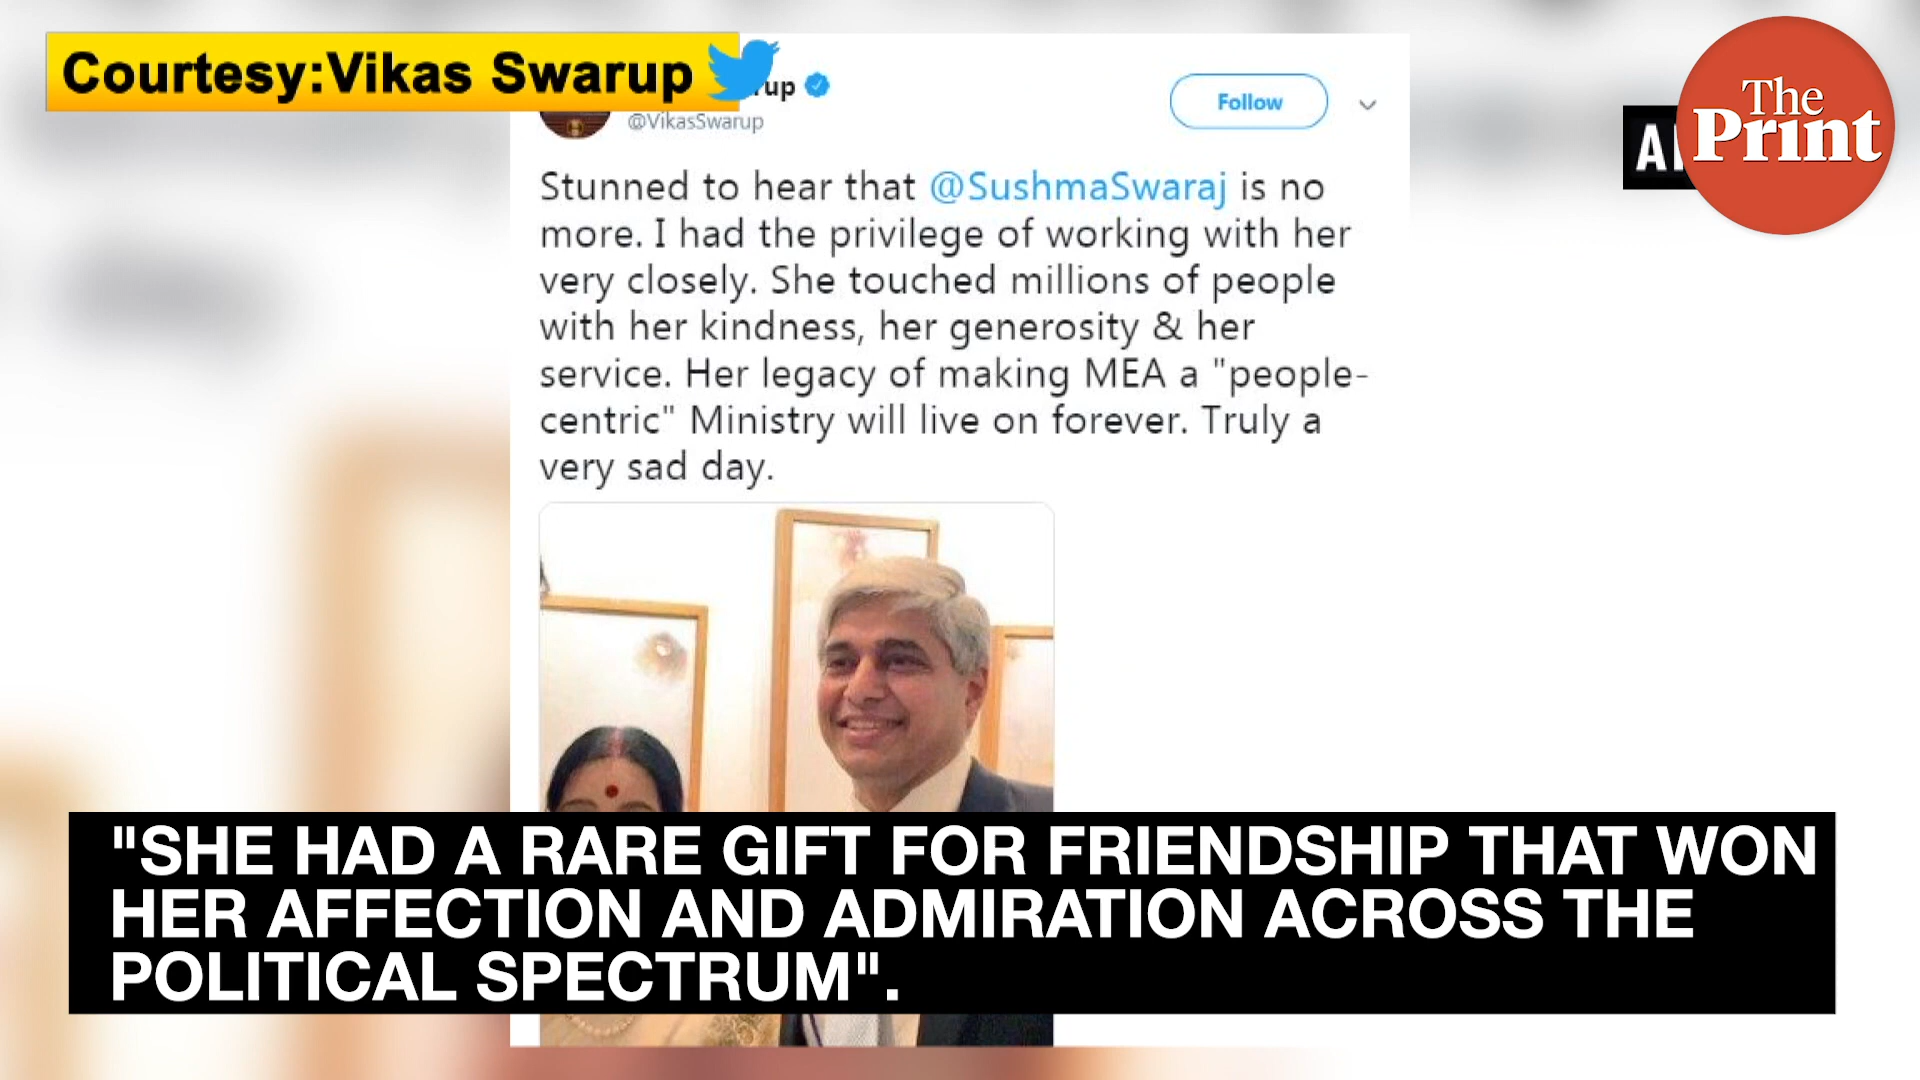 Courtesy:Vikas Swarup
rup
@VikasSwarup
Follow
The
Print
Stunned to hear that @SushmaSwaraj is no
more. I had the privilege of working with her
very closely. She touched millions of people
with her kindness, her generosity & her
service. Her legacy of making MEA a "people-
centric" Ministry will live on forever. Truly a
very sad day.
"SHE HAD A RARE GIFT FOR FRIENDSHIP THAT WON
HER AFFECTION AND ADMIRATION ACROSS THE
POLITICAL SPECTRUM".